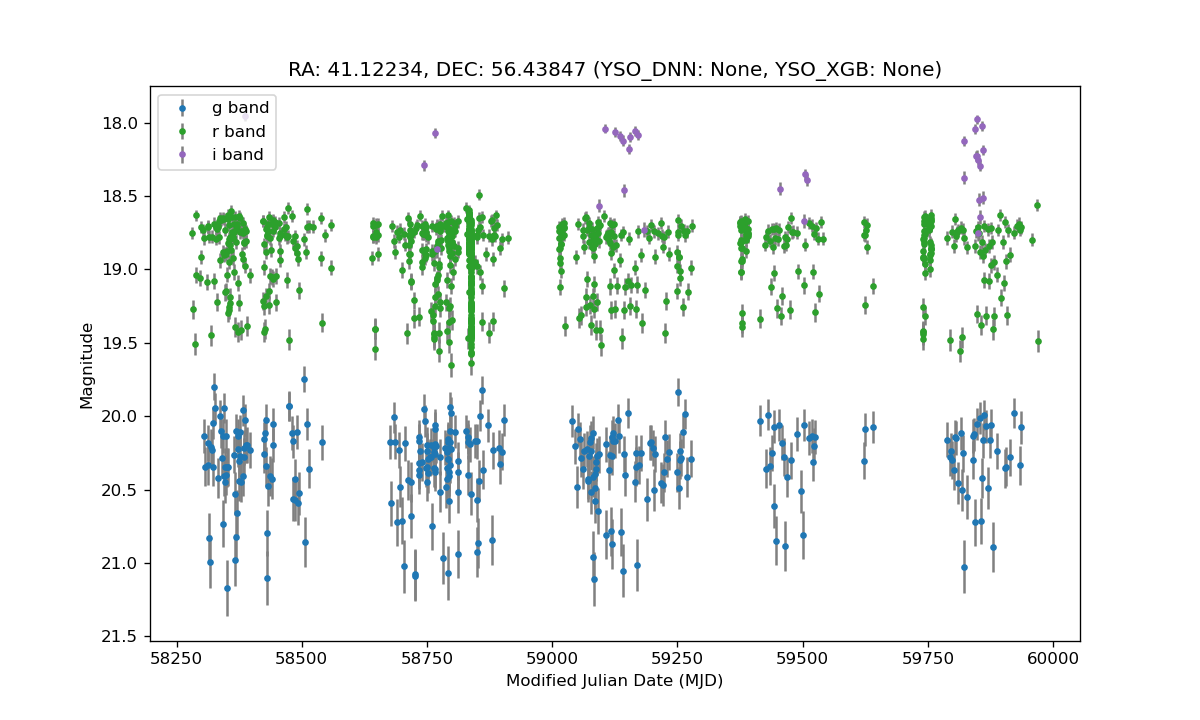 RA: 41.12234, DEC: 56.43847 (YSO_DNN: None, YSO_XGB: None)
g band
r band
i band
18.0
18.5
19.0
19.5
20.0
20.5
21.0
21.5
Magnitude
58250 58500 58750 59000 59250 59500 59750 60000
Modified Julian Date (MJD)